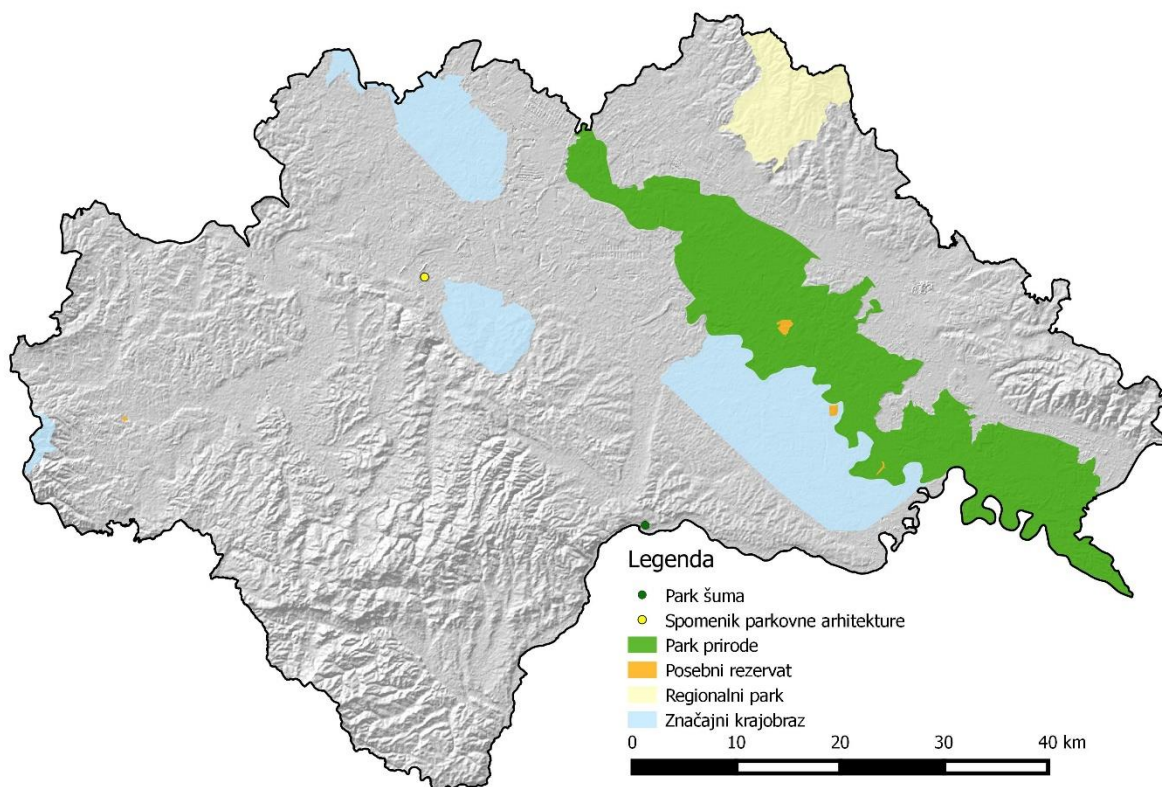 Legenda
Park šuma
Spomenik parkovne arhitekture
Park prirode
Posebni rezervat
Regionalni park
Značajni krajobraz
0 10 20 30 40 km